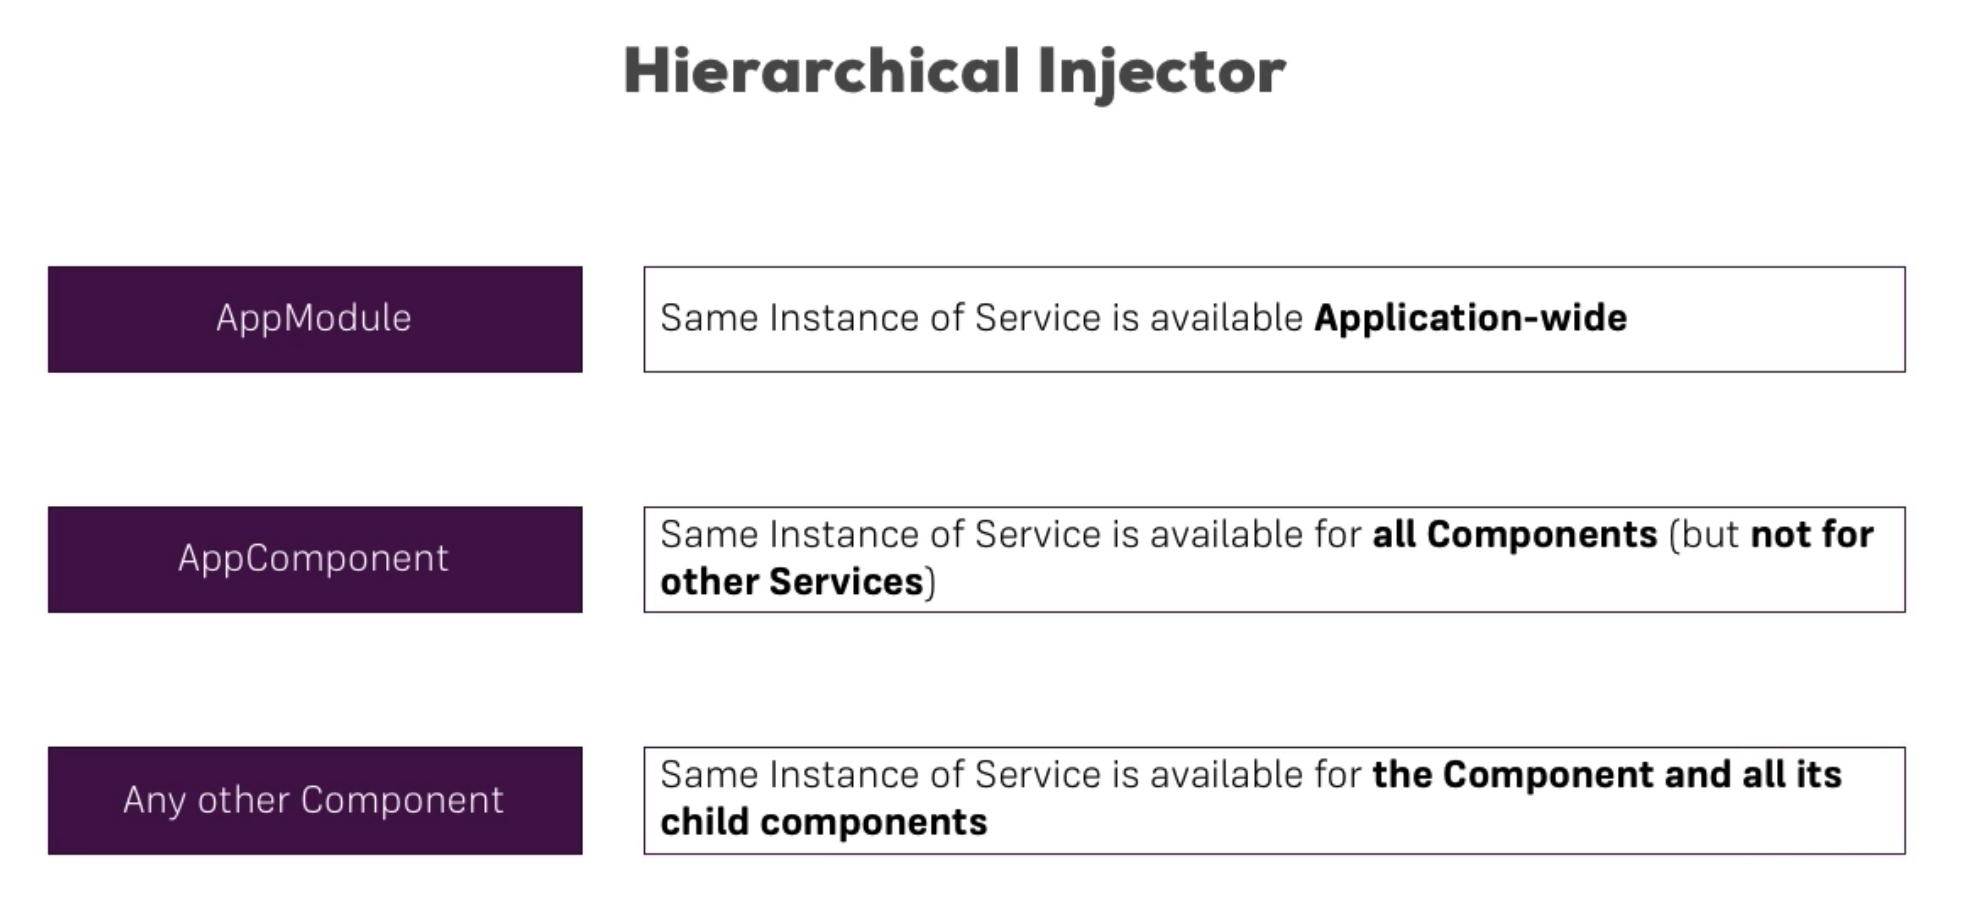 Hierarchical Injector
AppModule
Same Instance of Service is available Application-wide
AppComponent
Same Instance of Service is available for all Components (but not for
other Services)
Any other Component
Same Instance of Service is available for the Component and all its
child components